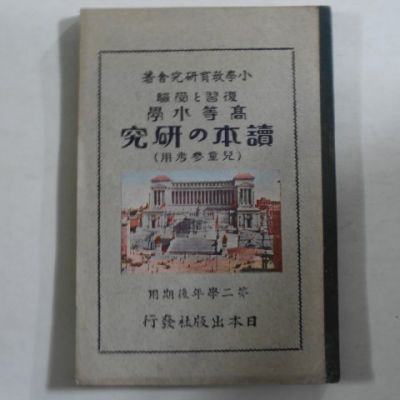 小學教育研究會著
復習と受驗
高等小學
讀本の研究
(兒童參考用)
第二學年後期用
日本出版社發行